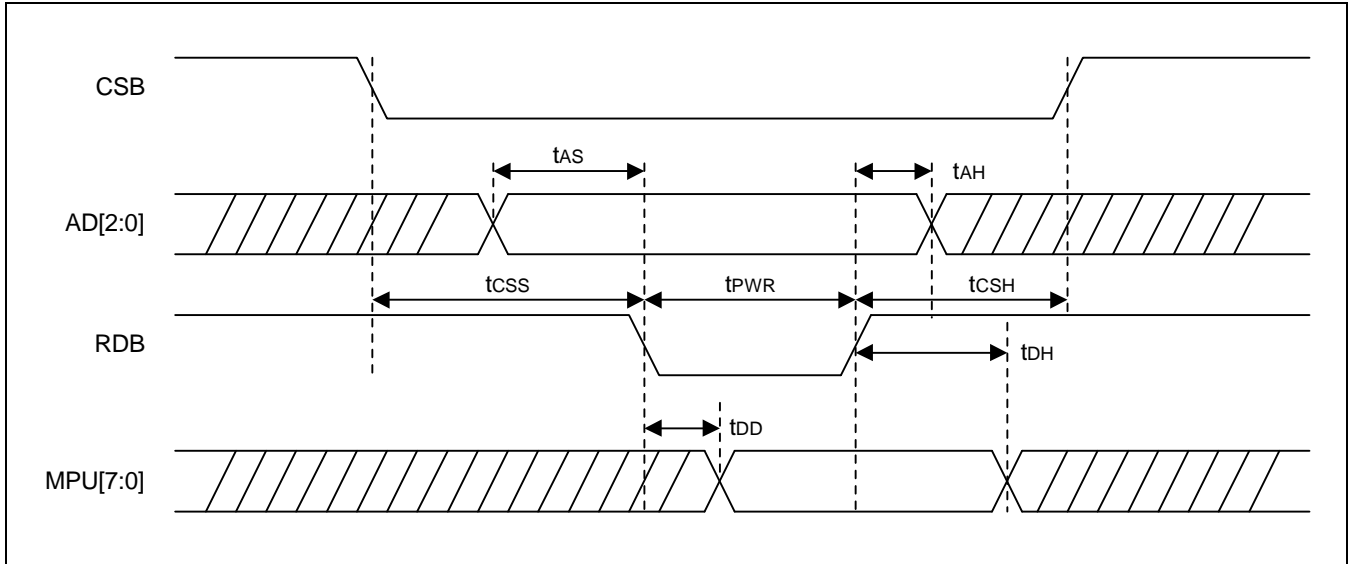 CSB
tAS
tAH
AD[2:0]
tCSS
tPWR
tCSH
RDB
tDH
tDD
MPU[7:0]